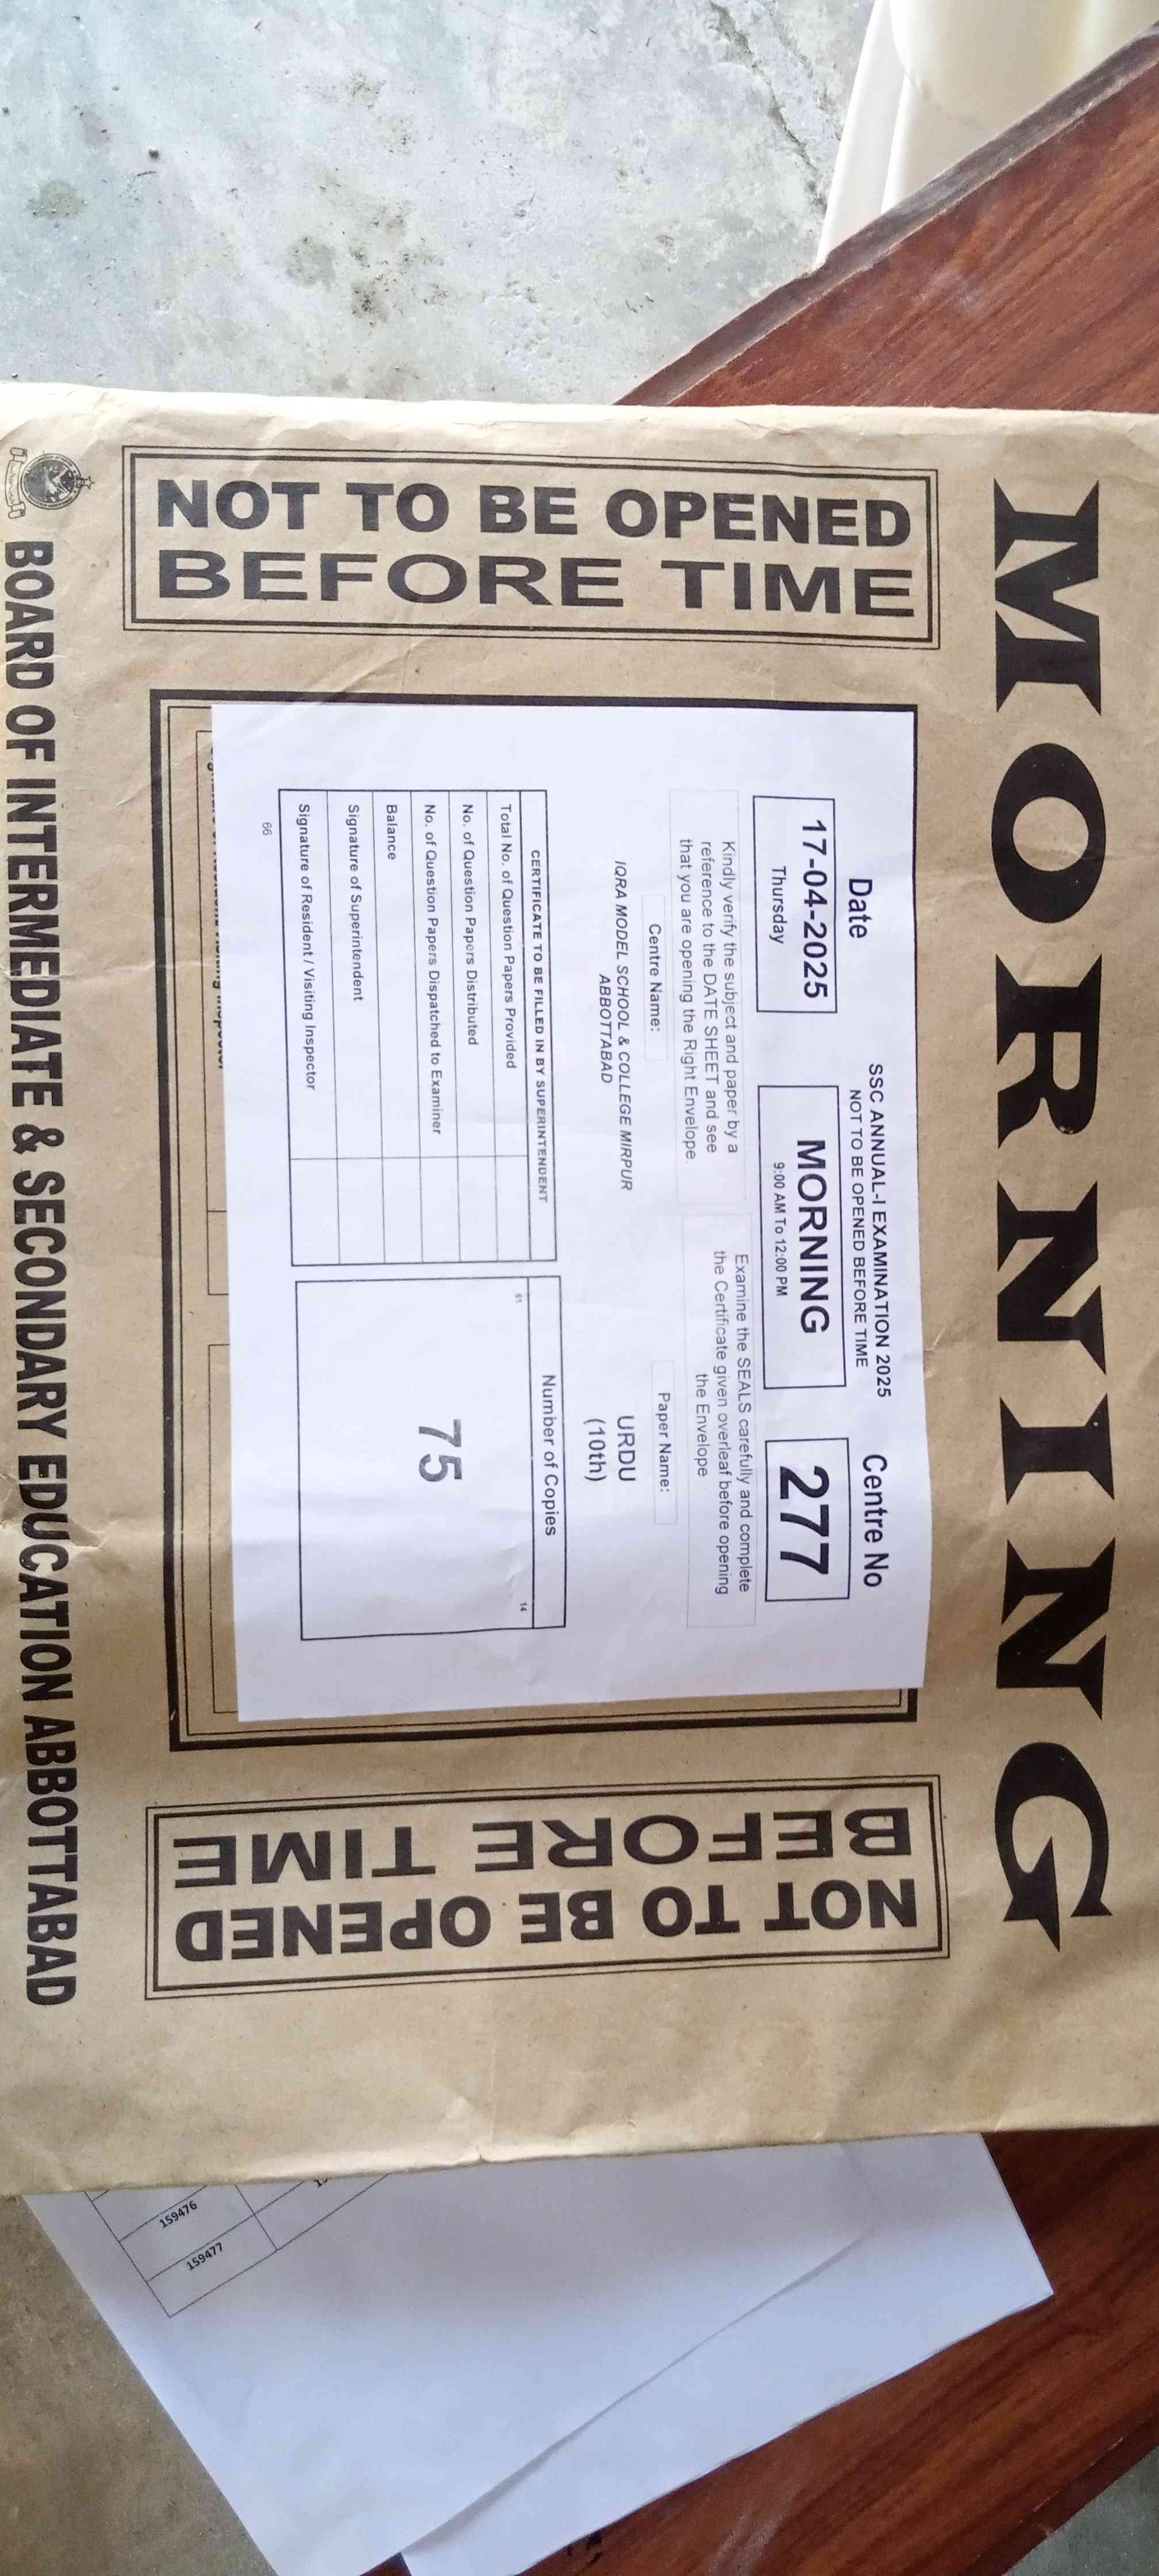 MORNING
NOT TO BE OPENED
BEFORE TIME
SSC ANNUAL-I EXAMINATION 2025
NOT TO BE OPENED BEFORE TIME
Date
17-04-2025
Thursday
MORNING
9:00 AM To 12:00 PM
Centre No
277
Kindly verify the subject and paper by a
reference to the DATE SHEET and see
that you are opening the Right Envelope.
Examine the SEALS carefully and complete
the Certificate given overleaf before opening
the Envelope
Centre Name:
IQRA MODEL SCHOOL & COLLEGE MIRPUR
ABBOTTABAD
Paper Name:
URDU
(10th)
CERTIFICATE TO BE FILLED IN BY SUPERINTENDENT
Total No. of Question Papers Provided
No. of Question Papers Distributed
No. of Question Papers Dispatched to Examiner
Balance
Signature of Superintendent
Signature of Resident / Visiting Inspector
66
Number of Copies
61
14
75
NOT TO BE OPENED
BEFORE TIME
BOARD OF INTERMEDIATE & SECONDARY EDUCATION ABBOTTABAD
159476
159477